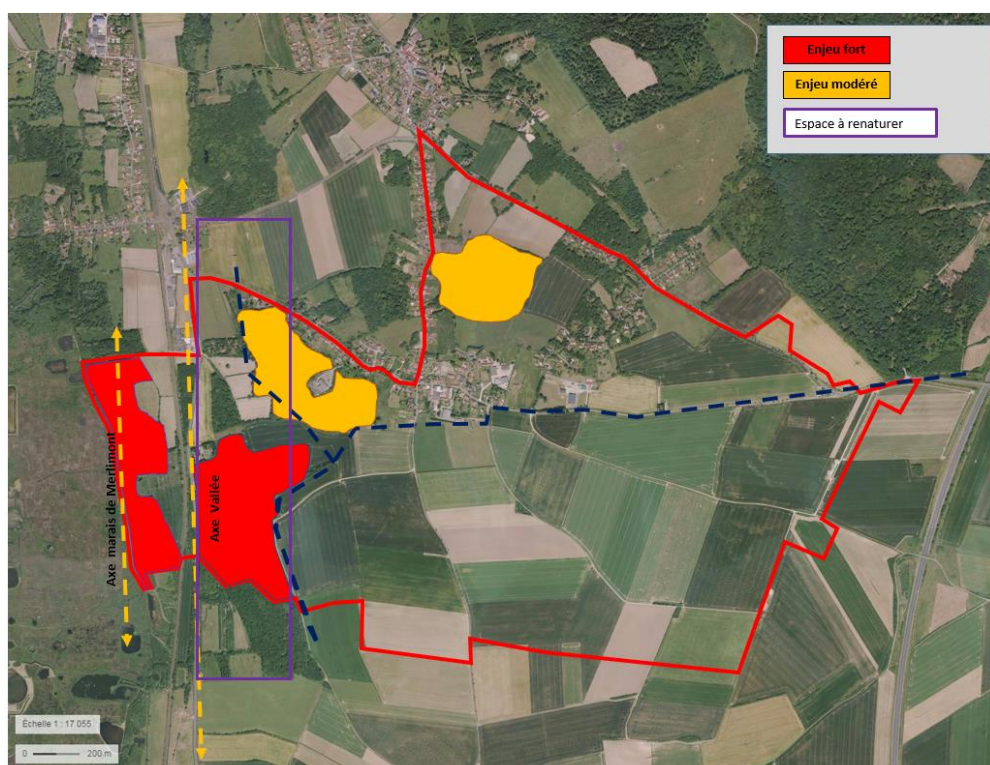 Enjeu fort
Enjeu modéré
Espace à renaturer
Axe marais de Merlimont
Axe Vallée
Échelle 1 : 17 055
0 200 m